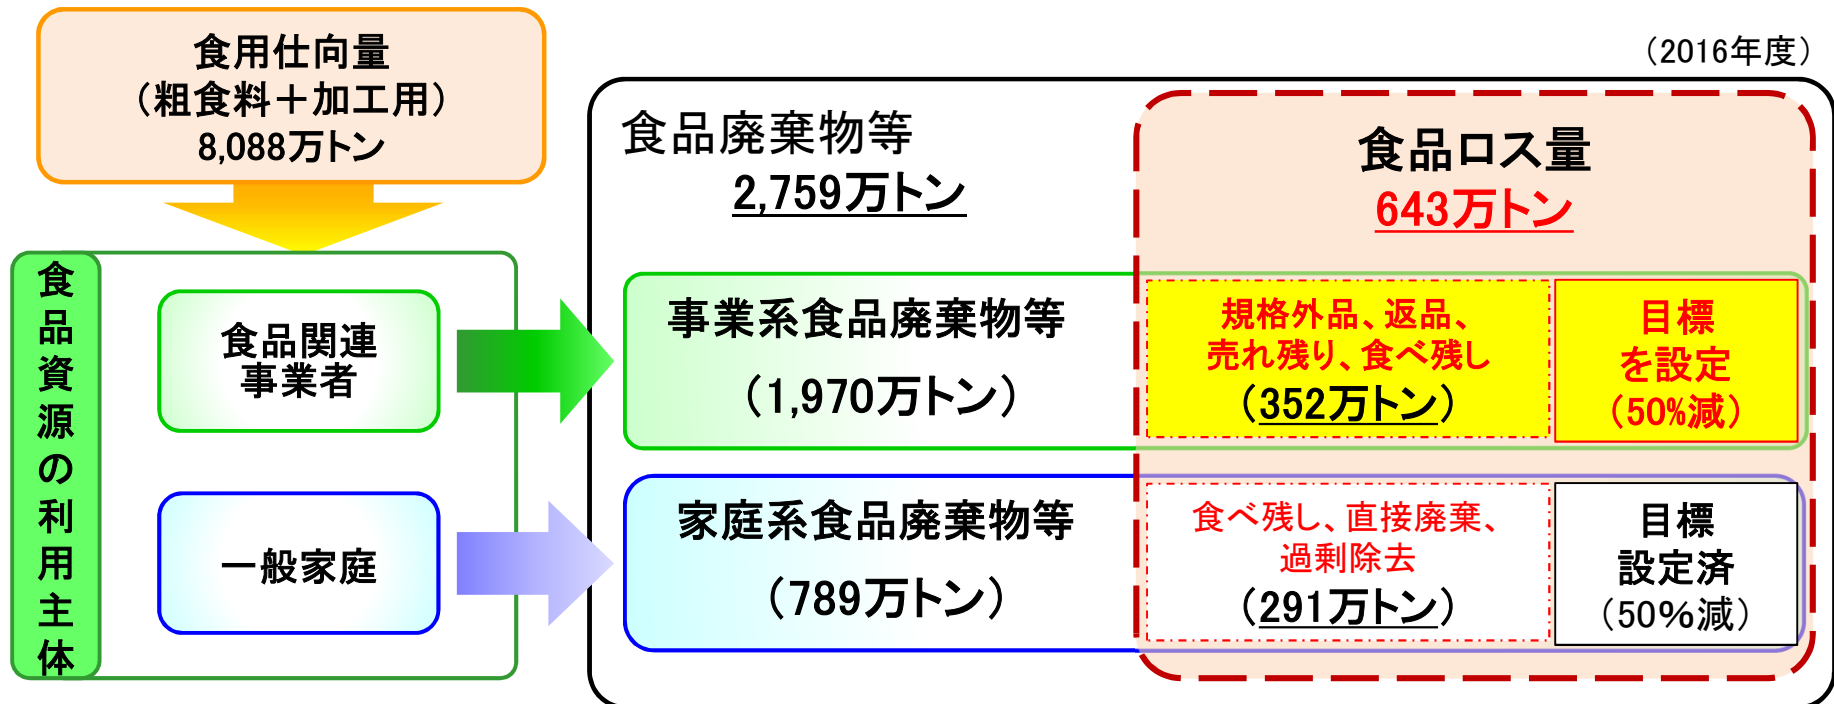 食用仕向量
（粗食料＋加工用）
8,088万トン
（2016年度）
食品廃棄物等
2,759万トン
食品ロス量
643万トン
食品資源の利用主体
食品関連
事業者
事業系食品廃棄物等
（1,970万トン）
規格外品、返品、
売れ残り、食べ残し
（352万トン）
目標
を設定
（50%減）
一般家庭
家庭系食品廃棄物等
（789万トン）
食べ残し、直接廃棄、
過剰除去
（291万トン）
目標
設定済
（50％減）